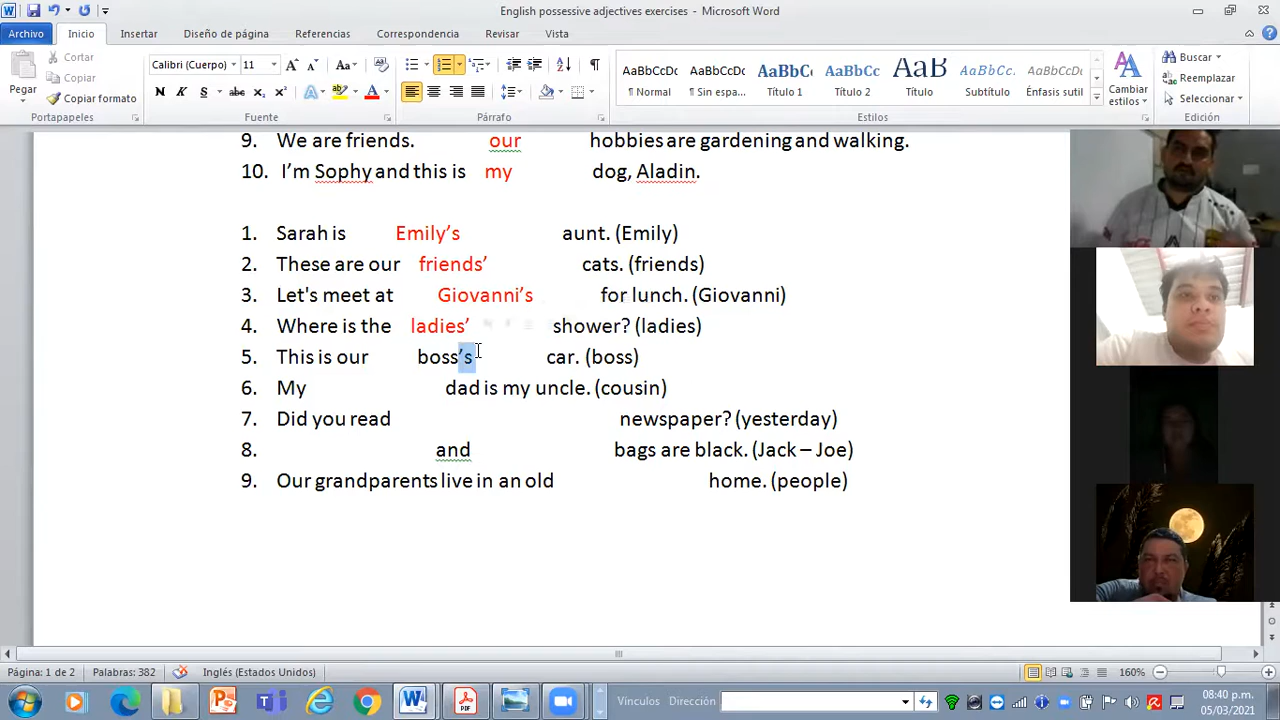 English possessive adjectives exercises - Microsoft Word
Archivo Inicio Insertar Diseño de página Referencias Correspondencia Revisar Vista
Pegar
Cortar
Copiar
Copiar formato
Portapapeles
Calibri (Cuerpo) 11
Fuente
Párrafo
AaBbCcDc AaBbCcDc AaBbC( AaBbCc AaB AaBbCc. AaBbCcDc
¶ Normal ¶ Sin espa... Título 1 Título 2 Título Subtítulo Énfasis sutil
Cambiar estilos
Estilos
Buscar
Reemplazar
Seleccionar
Edición
9. We are friends. our hobbies are gardening and walking.
10. I’m Sophy and this is my dog, Aladin.
1. Sarah is Emily’s aunt. (Emily)
2. These are our friends’ cats. (friends)
3. Let's meet at Giovanni’s for lunch. (Giovanni)
4. Where is the ladies’ shower? (ladies)
5. This is our boss’s car. (boss)
6. My dad is my uncle. (cousin)
7. Did you read newspaper? (yesterday)
8. and bags are black. (Jack – Joe)
9. Our grandparents live in an old home. (people)
Página: 1 de 2 Palabras: 382 Inglés (Estados Unidos) 160%
Vínculos Dirección
08:40 p.m.
05/03/2021